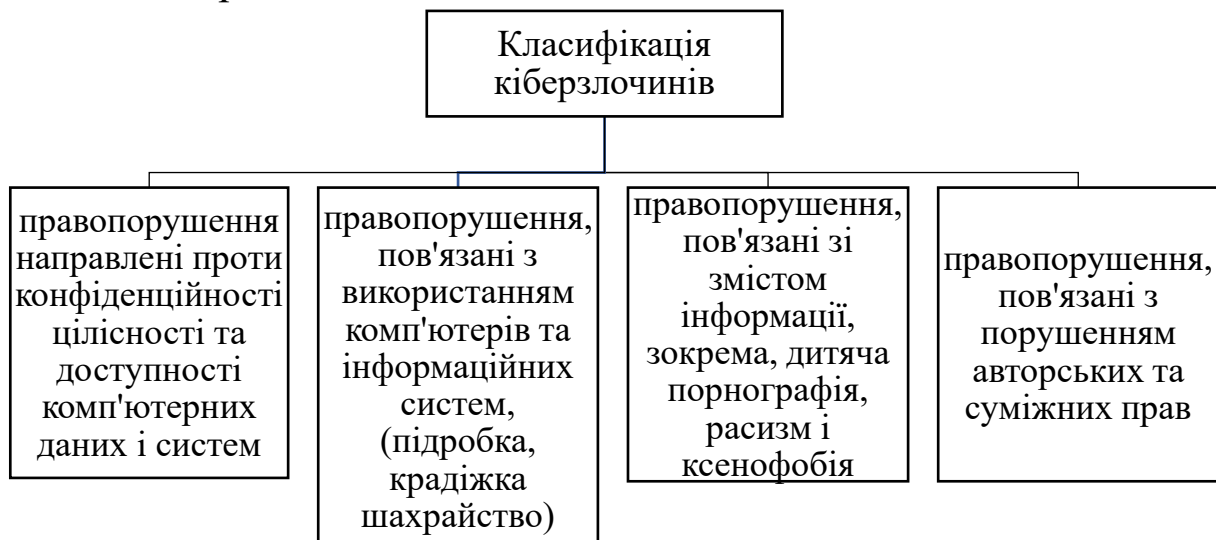 Класифікація
кіберзлочинів
правопорушення
направлені проти
конфіденційності
цілісності та
доступності
комп'ютерних
даних і систем
правопорушення,
пов'язані з
використанням
комп'ютерів та
інформаційних
систем,
(підробка,
крадіжка
шахрайство)
правопорушення,
пов'язані зі
змістом
інформації,
зокрема, дитяча
порнографія,
расизм і
ксенофобія
правопорушення,
пов'язані з
порушенням
авторських та
суміжних прав